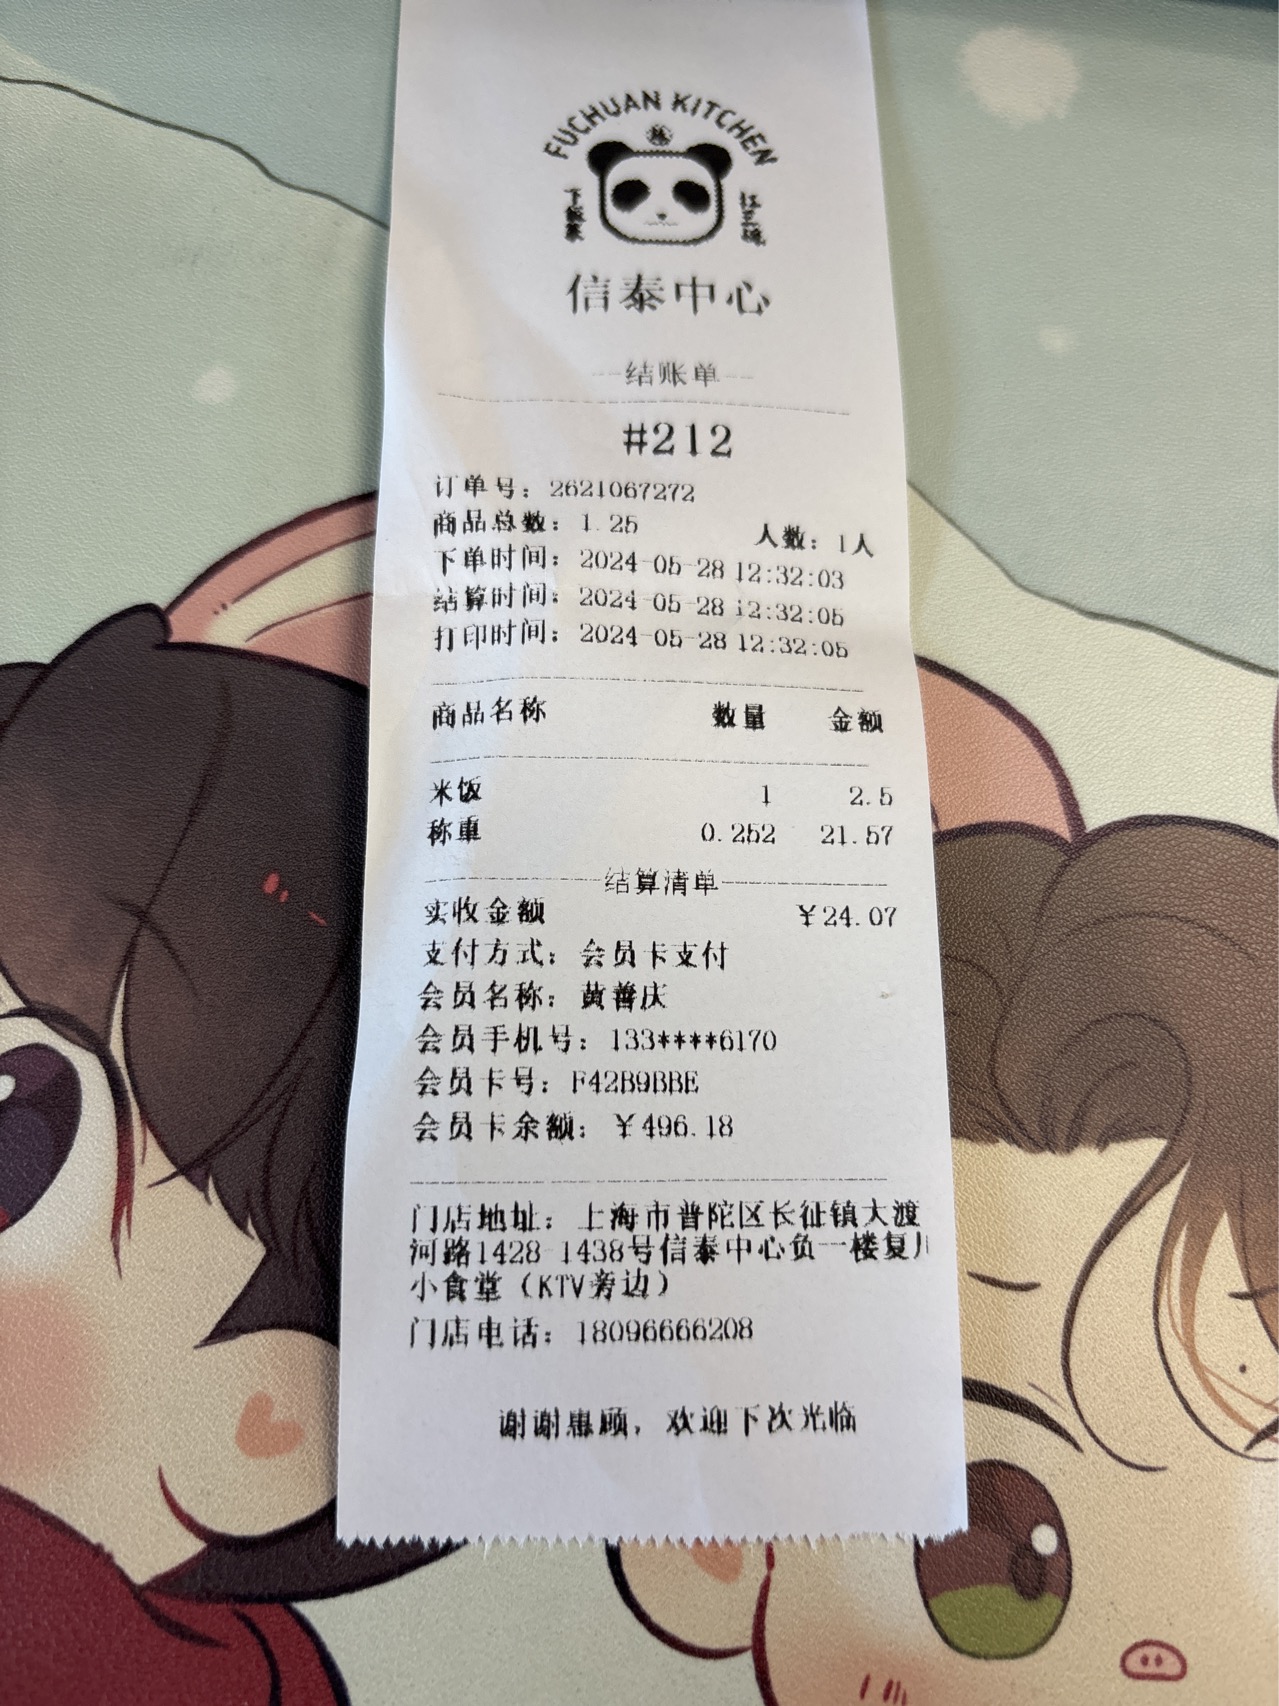 FUCHUAN KITCHEN
下饭菜
江三碗
信泰中心
结账单
#212
订单号：2621067272
商品总数：1.25 人数：1人
下单时间：2024-05-28 12:32:03
结算时间：2024-05-28 12:32:05
打印时间：2024-05-28 12:32:05
商品名称 数量 金额
米饭 1 2.5
称重 0.252 21.57
结算清单
实收金额 ￥24.07
支付方式：会员卡支付
会员名称：黄善庆
会员手机号：133****6170
会员卡号：F42B9BBE
会员卡余额：￥496.18
门店地址：上海市普陀区长征镇大渡
河路1428-1438号信泰中心负一楼复川
小食堂（KTV旁边）
门店电话：18096666208
谢谢惠顾，欢迎下次光临